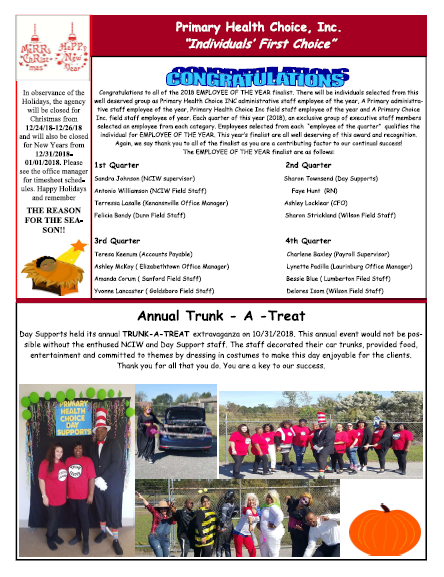 Primary Health Choice, Inc.
"Individuals' First Choice"
MERRY
CHRIST
mas
HAPPY
New
Year
In observance of the
Holidays, the agency
will be closed for
Christmas from
12/24/18-12/26/18
and will also be closed
for New Years from
12/31/2018-
01/01/2018. Please
see the office manager
for timesheet sched-
ules. Happy Holidays
and remember
THE REASON
FOR THE SEA-
SON!!
CONGRATULATIONS
Congratulations to all of the 2018 EMPLOYEE OF THE YEAR finalist. There will be individuals selected from this
well deserved group as Primary Health Choice INC administrative staff employee of the year, A Primary administra-
tive staff employee of the year, Primary Health Choice Inc field staff employee of the year and A Primary Choice
Inc. field staff employee of year. Each quarter of this year (2018), an exclusive group of executive staff members
selected an employee from each category. Employees selected from each "employee of the quarter" qualifies the
individual for EMPLOYEE OF THE YEAR. This year's finalist are all well deserving of this award and recognition.
Again, we say thank you to all of the finalist as you are a contributing factor to our continual success!
The EMPLOYEE OF THE YEAR finalist are as follows:
1st Quarter
Sandra Johnson (NCIW supervisor)
Antonio Williamson (NCIW Field Staff)
Terressa Lasalle (Kenansville Office Manager)
Felicia Bandy (Dunn Field Staff)
2nd Quarter
Sharon Townsend (Day Supports)
Faye Hunt (RN)
Ashley Locklear (CFO)
Sharon Strickland (Wilson Field Staff)
3rd Quarter
Teresa Keenum (Accounts Payable)
Ashley McKoy ( Elizabethtown Office Manager)
Amanda Corum ( Sanford Field Staff)
Yvonne Lancaster ( Goldsboro Field Staff)
4th Quarter
Charlene Baxley (Payroll Supervisor)
Lynette Padilla (Laurinburg Office Manager)
Bessie Blue ( Lumberton Filed Staff)
Delores Isom (Wilson Field Staff)
Annual Trunk - A -Treat
Day Supports held its annual TRUNK-A-TREAT extravaganza on 10/31/2018. This annual event would not be pos-
sible without the enthused NCIW and Day Support staff. The staff decorated their car trunks, provided food,
entertainment and committed to themes by dressing in costumes to make this day enjoyable for the clients.
Thank you for all that you do. You are a key to our success.
PRIMARY
HEALTH
CHOICE
DAY
SUPPORTS